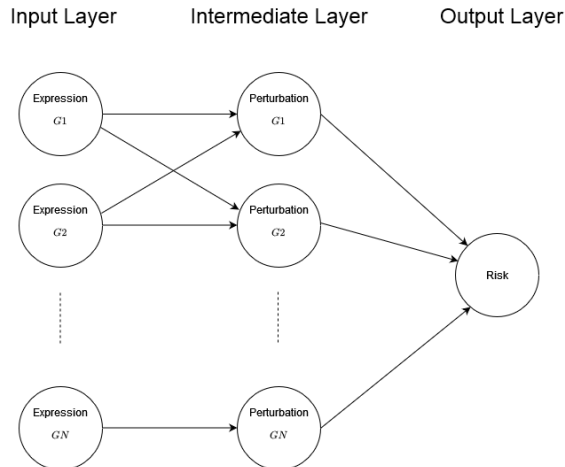 Input Layer
Intermediate Layer
Output Layer
Expression
G1
Perturbation
G1
Expression
G2
Perturbation
G2
Risk
Expression
GN
Perturbation
GN